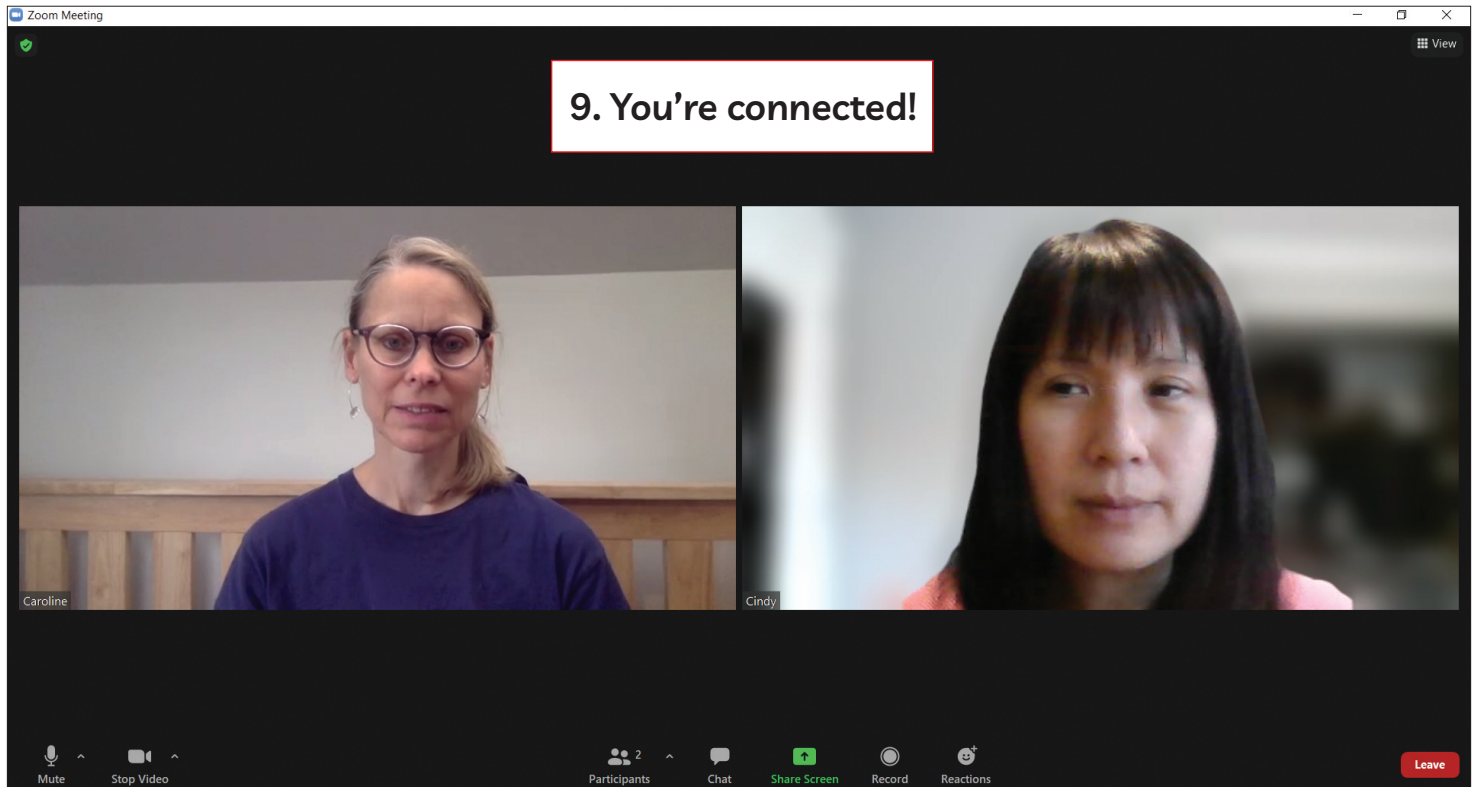 Zoom Meeting
View
9. You’re connected!
Caroline
Cindy
Mute
Stop Video
Participants
2
Chat
Share Screen
Record
Reactions
Leave